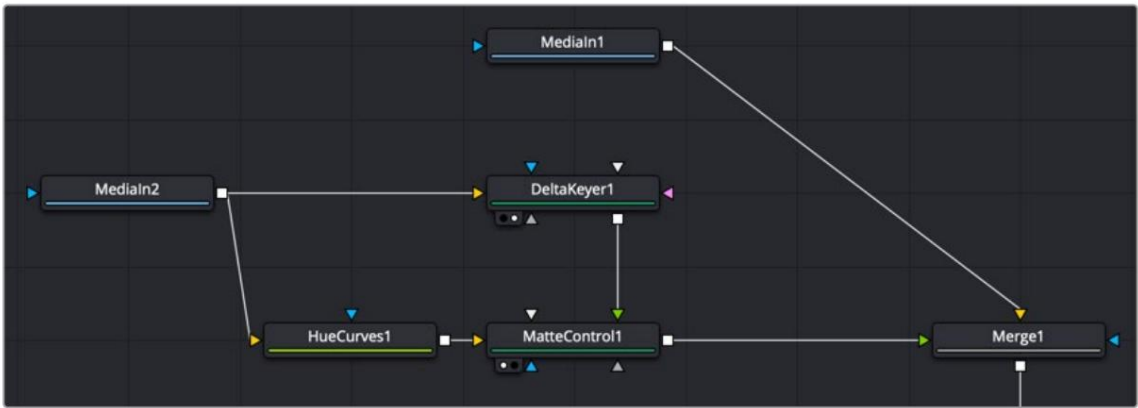 MediaIn1
MediaIn2
DeltaKeyer1
HueCurves1
MatteControl1
Merge1